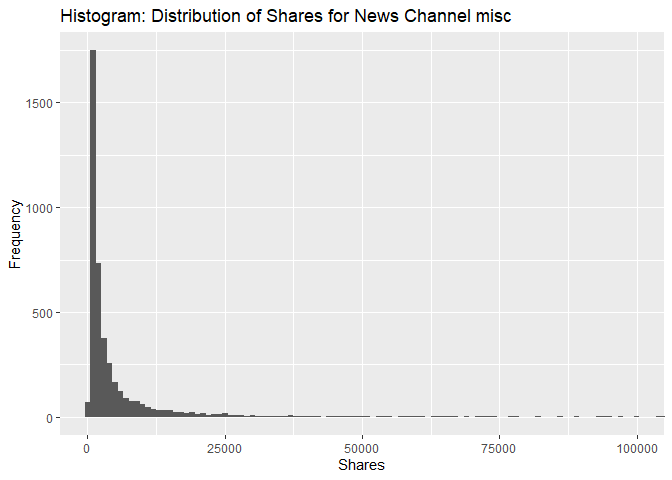 Histogram: Distribution of Shares for News Channel misc
1500
1000
500
0
Frequency
0 25000 50000 75000 100000
Shares